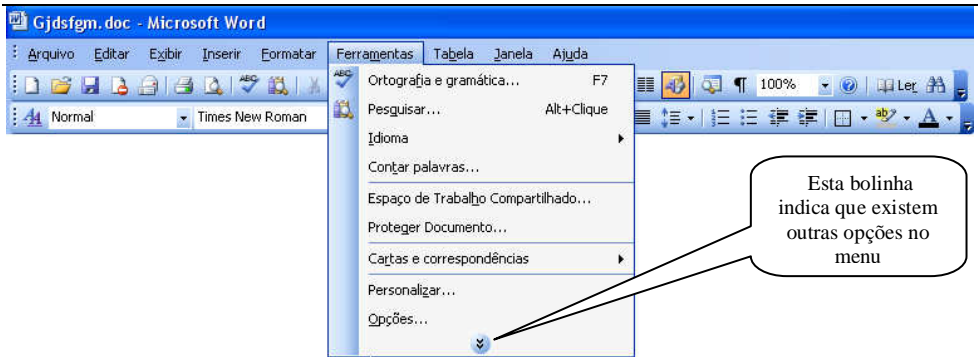 Gjdsfgm.doc - Microsoft Word
Arquivo Editar Exibir Inserir Formatar Ferramentas Tabela Janela Ajuda
100% Ler
Normal Times New Roman
Ortografia e gramática... F7
Pesquisar... Alt+Clique
Idioma
Contar palavras...
Espaço de Trabalho Compartilhado...
Proteger Documento...
Cartas e correspondências
Personalizar...
Opções...
Esta bolinha
indica que existem
outras opções no
menu